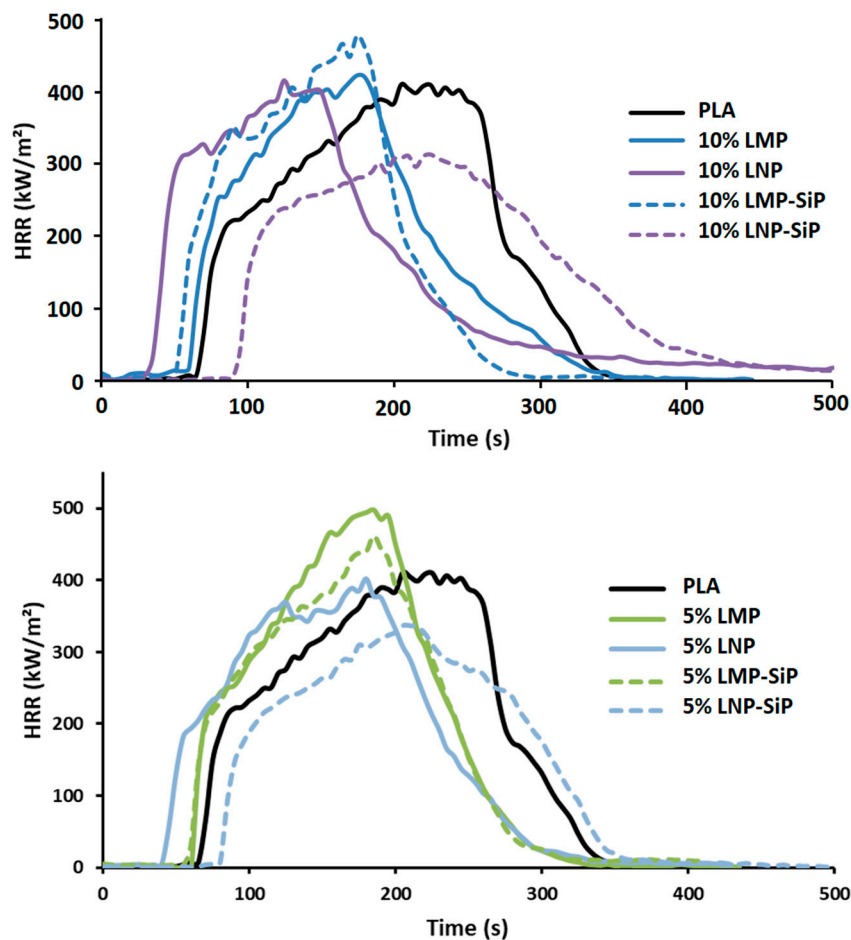 500
400
300
200
100
0
HRR (kW/m²)
PLA
10% LMP
10% LNP
10% LMP-SiP
10% LNP-SiP
0 100 200 300 400 500
Time (s)
500
400
300
200
100
0
HRR (kW/m²)
PLA
5% LMP
5% LNP
5% LMP-SiP
5% LNP-SiP
0 100 200 300 400 500
Time (s)